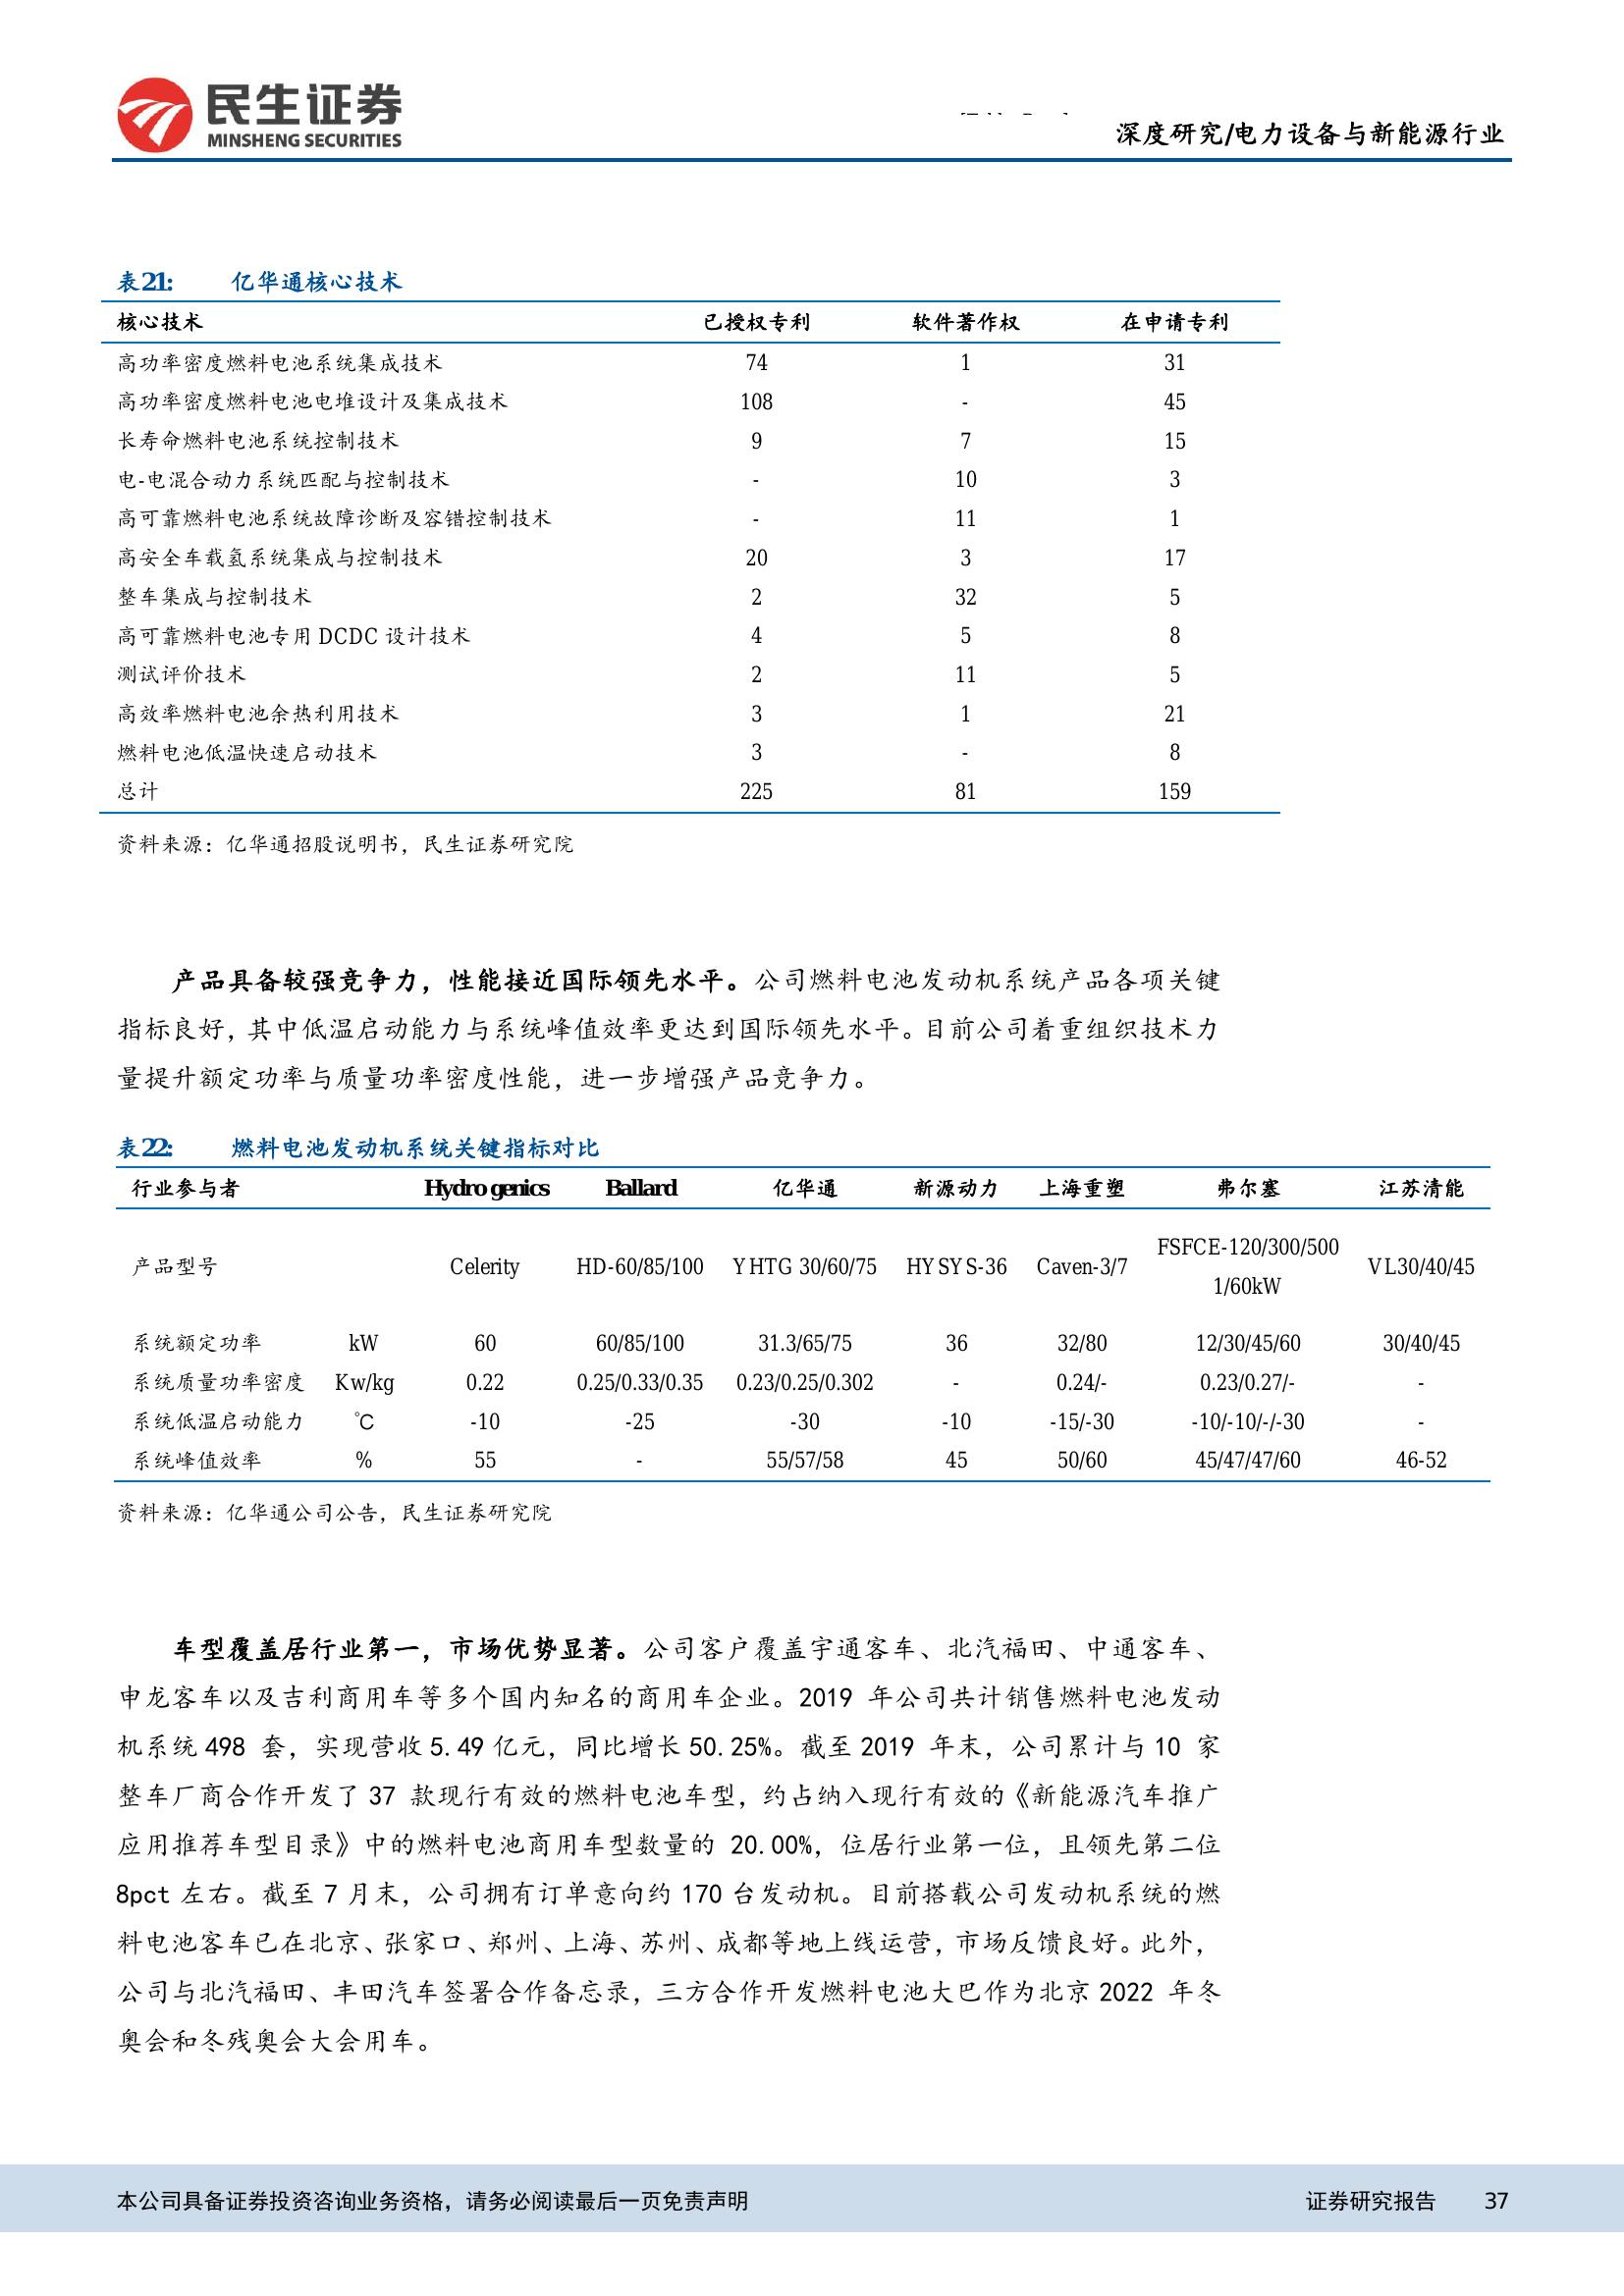 民生证券
MINSHENG SECURITIES
深度研究/电力设备与新能源行业
表21: 亿华通核心技术
核心技术 已授权专利 软件著作权 在申请专利
高功率密度燃料电池系统集成技术 74 1 31
高功率密度燃料电池电堆设计及集成技术 108 - 45
长寿命燃料电池系统控制技术 9 7 15
电-电混合动力系统匹配与控制技术 - 10 3
高可靠燃料电池系统故障诊断及容错控制技术 - 11 1
高安全车载氢系统集成与控制技术 20 3 17
整车集成与控制技术 2 32 5
高可靠燃料电池专用 DCDC 设计技术 4 5 8
测试评价技术 2 11 5
高效率燃料电池余热利用技术 3 1 21
燃料电池低温快速启动技术 3 - 8
总计 225 81 159
资料来源：亿华通招股说明书，民生证券研究院
产品具备较强竞争力，性能接近国际领先水平。公司燃料电池发动机系统产品各项关键
指标良好，其中低温启动能力与系统峰值效率更达到国际领先水平。目前公司着重组织技术力
量提升额定功率与质量功率密度性能，进一步增强产品竞争力。
表22: 燃料电池发动机系统关键指标对比
行业参与者 Hydrogenics Ballard 亿华通 新源动力 上海重塑 弗尔塞 江苏清能
FSFCE-120/300/500
产品型号 Celerity HD-60/85/100 YHTG 30/60/75 HYSYS-36 Caven-3/7 VL30/40/45
1/60kW
系统额定功率 kW 60 60/85/100 31.3/65/75 36 32/80 12/30/45/60 30/40/45
系统质量功率密度 Kw/kg 0.22 0.25/0.33/0.35 0.23/0.25/0.302 - 0.24/- 0.23/0.27/- -
系统低温启动能力 ℃ -10 -25 -30 -10 -15/-30 -10/-10/-/-30 -
系统峰值效率 % 55 - 55/57/58 45 50/60 45/47/47/60 46-52
资料来源：亿华通公司公告，民生证券研究院
车型覆盖居行业第一，市场优势显著。公司客户覆盖宇通客车、北汽福田、中通客车、
申龙客车以及吉利商用车等多个国内知名的商用车企业。2019 年公司共计销售燃料电池发动
机系统 498 套，实现营收 5.49 亿元，同比增长 50.25%。截至 2019 年末，公司累计与 10 家
整车厂商合作开发了 37 款现行有效的燃料电池车型，约占纳入现行有效的《新能源汽车推广
应用推荐车型目录》中的燃料电池商用车型数量的 20.00%，位居行业第一位，且领先第二位
8pct 左右。截至 7 月末，公司拥有订单意向约 170 台发动机。目前搭载公司发动机系统的燃
料电池客车已在北京、张家口、郑州、上海、苏州、成都等地上线运营，市场反馈良好。此外，
公司与北汽福田、丰田汽车签署合作备忘录，三方合作开发燃料电池大巴作为北京 2022 年冬
奥会和冬残奥会大会用车。
本公司具备证券投资咨询业务资格，请务必阅读最后一页免责声明 证券研究报告 37